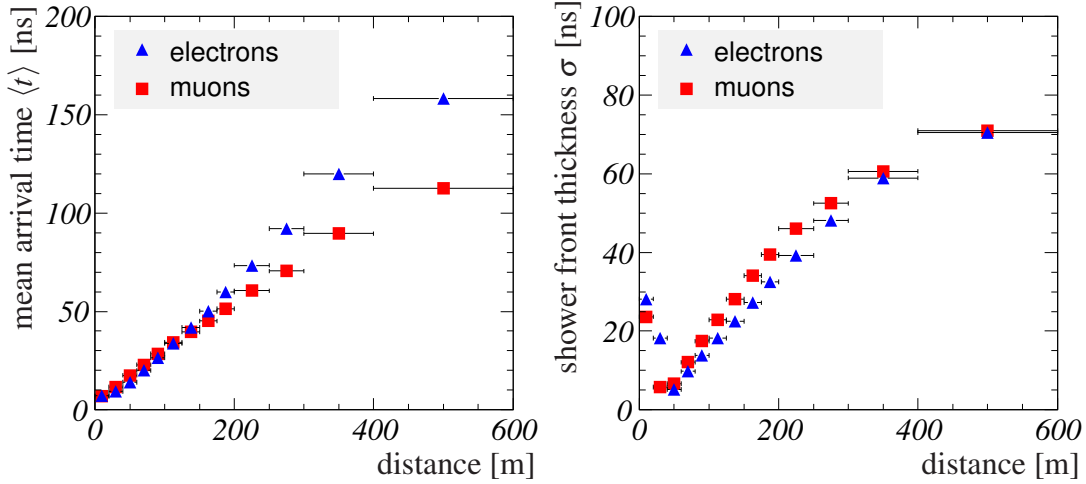 mean arrival time ⟨t⟩ [ns]
200
150
100
50
0
electrons
muons
0
200
400
600
distance [m]
shower front thickness σ [ns]
100
80
60
40
20
0
electrons
muons
0
200
400
600
distance [m]